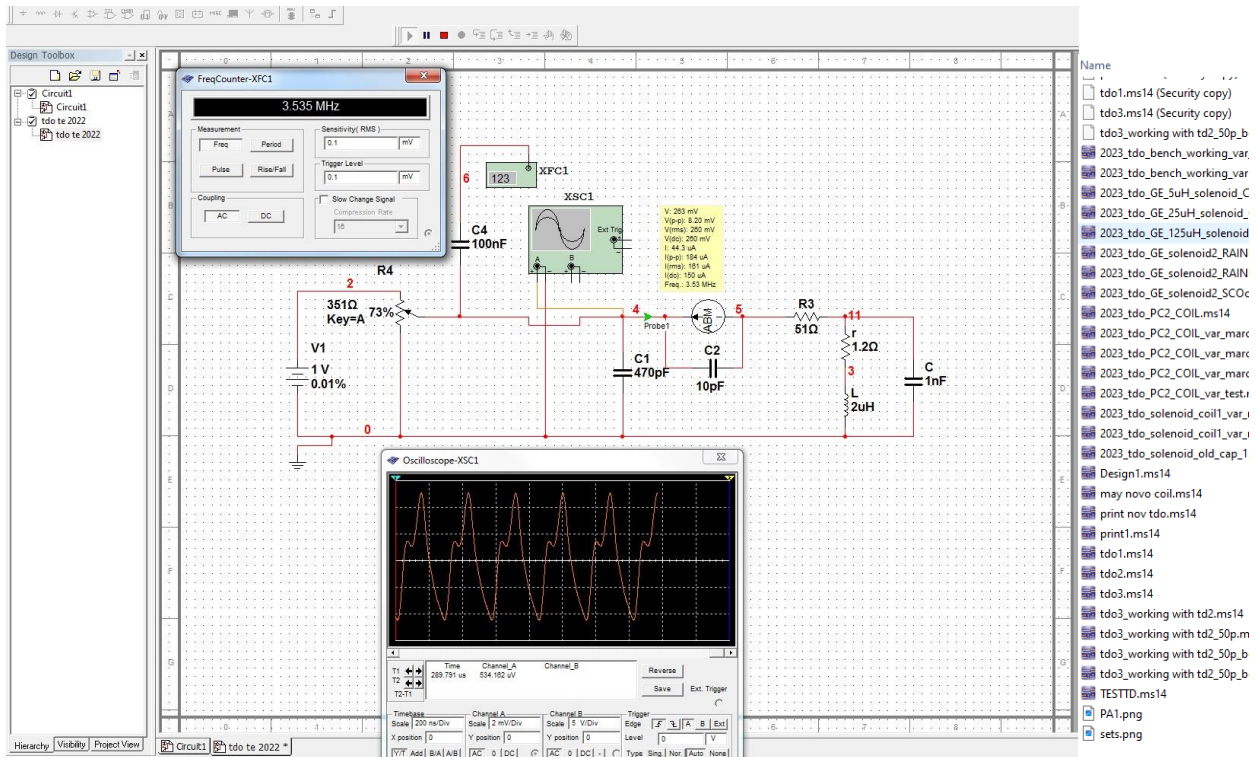 Design Toolbox
Circuit1
Circuit1
tdo te 2022
tdo te 2022
Hierarchy Visibility Project View
FreqCounter-XFC1
3.535 MHz
Measurement
Freq Period
Pulse Rise/Fall
Coupling
AC DC
Sensitivity( RMS )
0.1 mV
Trigger Level
0.1 mV
Slow Change Signal
Compression Rate
16
6
123
XFC1
XSC1
Ext Trig
A B
C4
100nF
V: 263 mV
V(p-p): 8.20 mV
V(rms): 260 mV
V(dc): 260 mV
I: 44.3 uA
I(p-p): 184 uA
I(rms): 161 uA
I(dc): 150 uA
Freq.: 3.53 MHz
R4
2
351Ω
Key=A
73%
V1
1 V
0.01%
0
4
Probe1
ABM
5
C1
470pF
C2
10pF
R3
51Ω
11
r
1.2Ω
3
L
2uH
C
1nF
Oscilloscope-XSC1
Time Channel_A Channel_B
T1 289.791 us 534.162 uV
T2
T2-T1
Reverse
Save
Ext. Trigger
Timebase
Scale 200 ns/Div
X position 0
Y/T Add B/A A/B
Channel A
Scale 2 mV/Div
Y position 0
AC 0 DC
Channel B
Scale 5 V/Div
Y position 0
AC 0 DC -
Trigger
Edge A B Ext
Level 0 V
Type Sing. Nor. Auto None
Circuit1 tdo te 2022 *
Name
tdo1.ms14 (Security copy)
tdo3.ms14 (Security copy)
tdo3_working with td2_50p_b
2023_tdo_bench_working_var_
2023_tdo_bench_working_var
2023_tdo_GE_5uH_solenoid_C
2023_tdo_GE_25uH_solenoid_
2023_tdo_GE_125uH_solenoid
2023_tdo_GE_solenoid2_RAIN
2023_tdo_GE_solenoid2_RAIN
2023_tdo_GE_solenoid2_SCOc
2023_tdo_PC2_COIL.ms14
2023_tdo_PC2_COIL_var_marc
2023_tdo_PC2_COIL_var_marc
2023_tdo_PC2_COIL_var_marc
2023_tdo_PC2_COIL_var_test.r
2023_tdo_solenoid_coil1_var_r
2023_tdo_solenoid_coil1_var_r
2023_tdo_solenoid_old_cap_1
Design1.ms14
may novo coil.ms14
print nov tdo.ms14
print1.ms14
tdo1.ms14
tdo2.ms14
tdo3.ms14
tdo3_working with td2.ms14
tdo3_working with td2_50p.m
tdo3_working with td2_50p_b
tdo3_working with td2_50p_b
TESTTD.ms14
PA1.png
sets.png